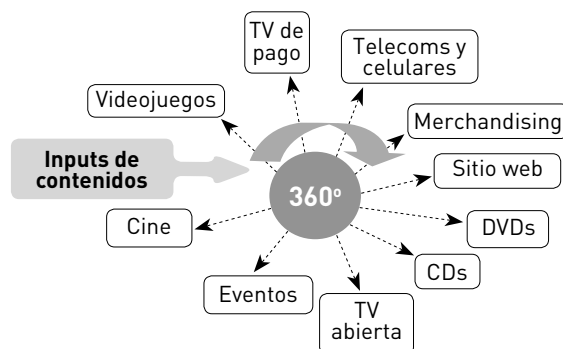 TV de
pago
Telecoms y
celulares
Videojuegos
Merchandising
Inputs de
contenidos
Sitio web
360º
Cine
DVDs
CDs
Eventos
TV
abierta